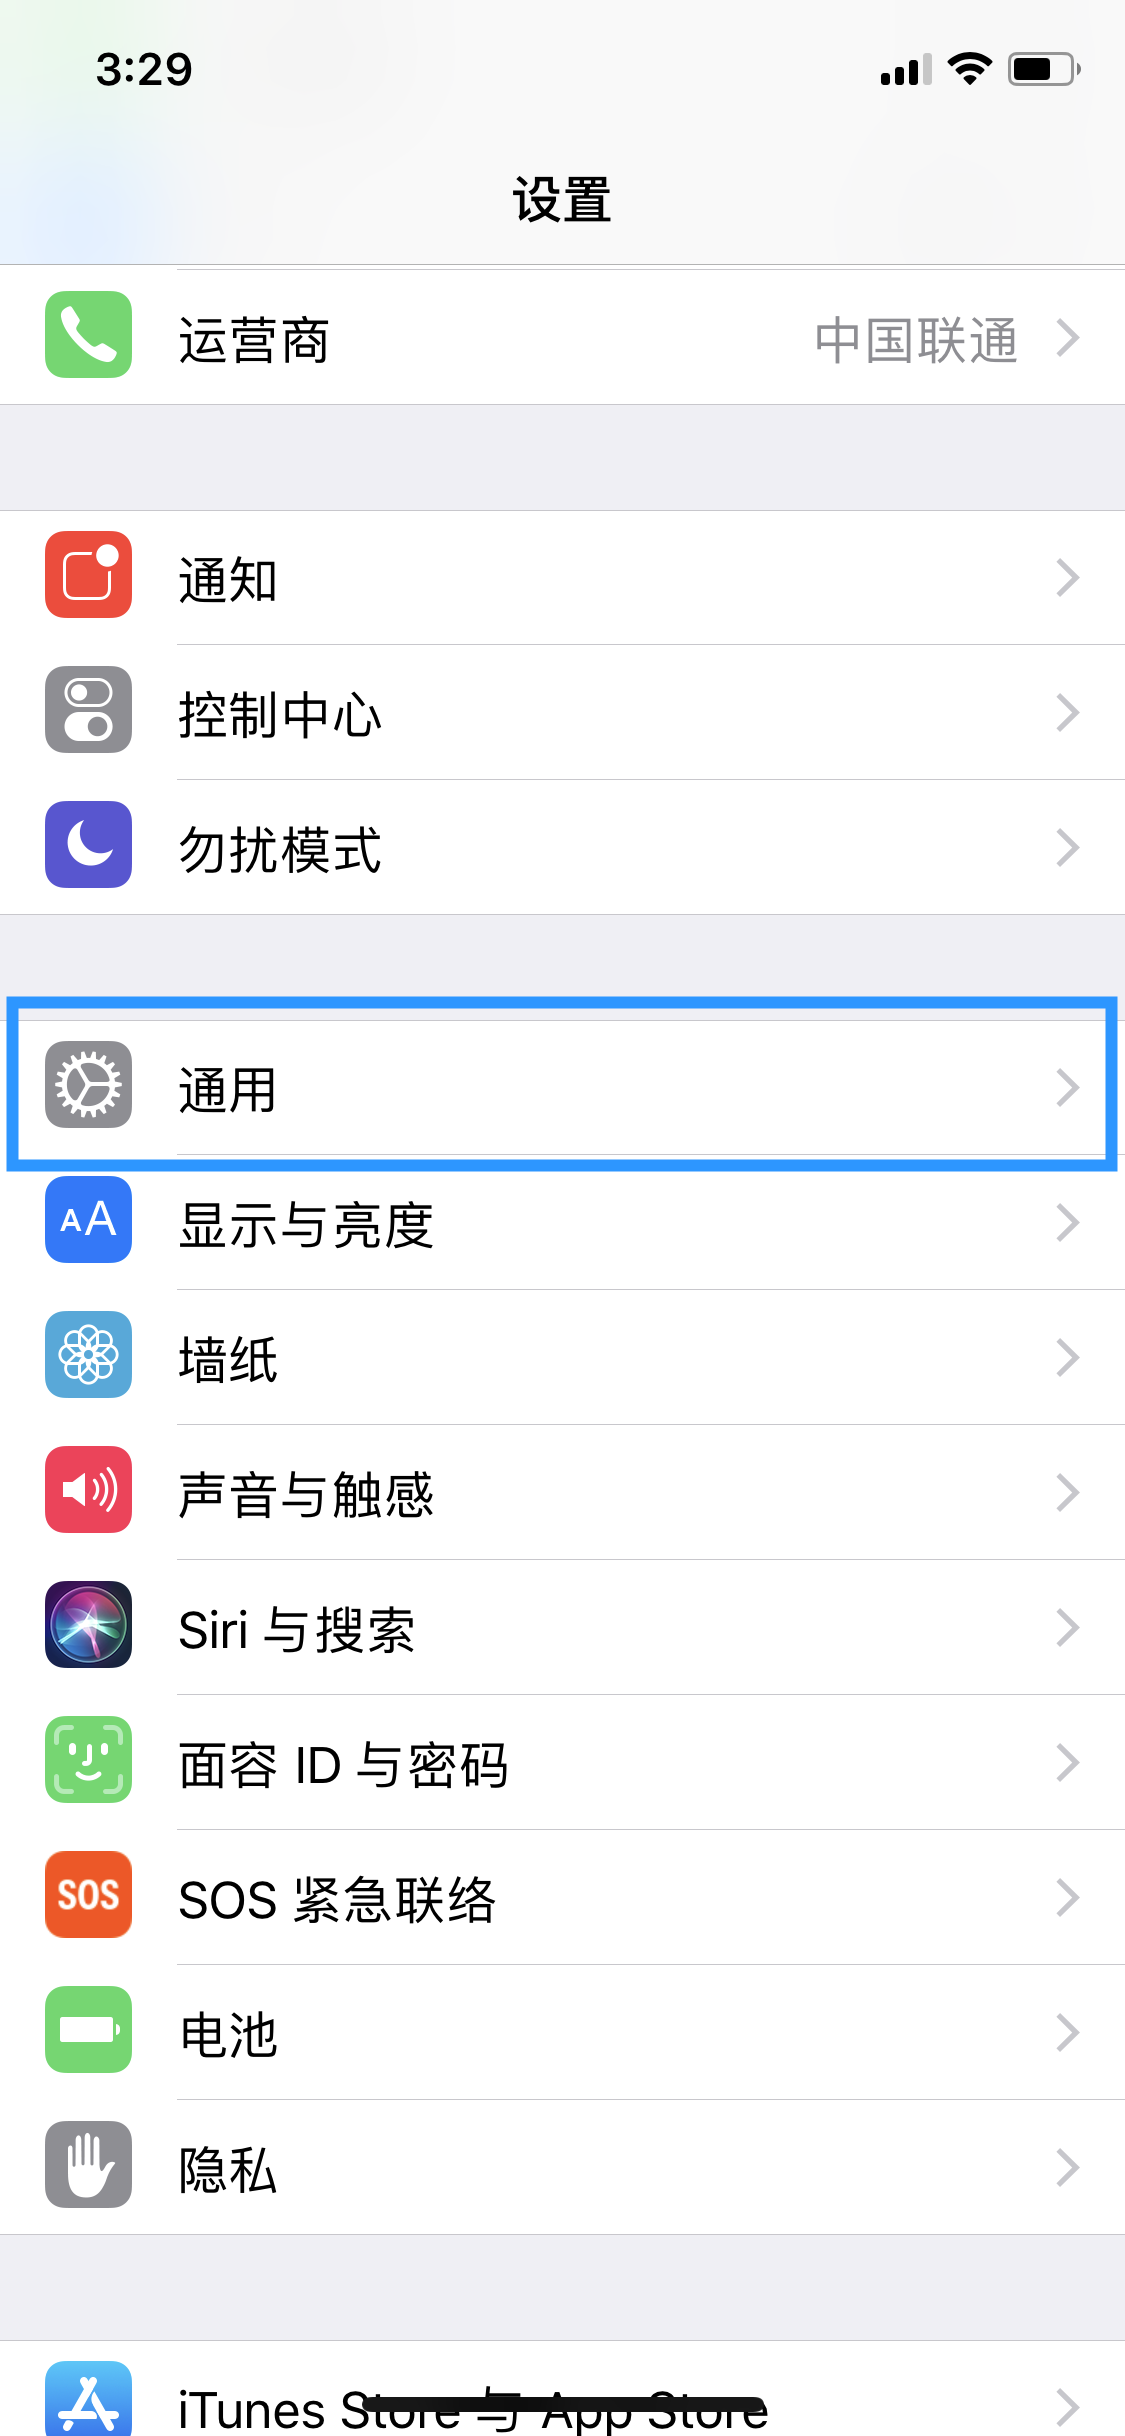 3:29
设置
运营商 中国联通
通知
控制中心
勿扰模式
通用
AA 显示与亮度
墙纸
声音与触感
Siri 与搜索
面容 ID 与密码
SOS SOS 紧急联络
电池
隐私
iTunes Store 与 App Store